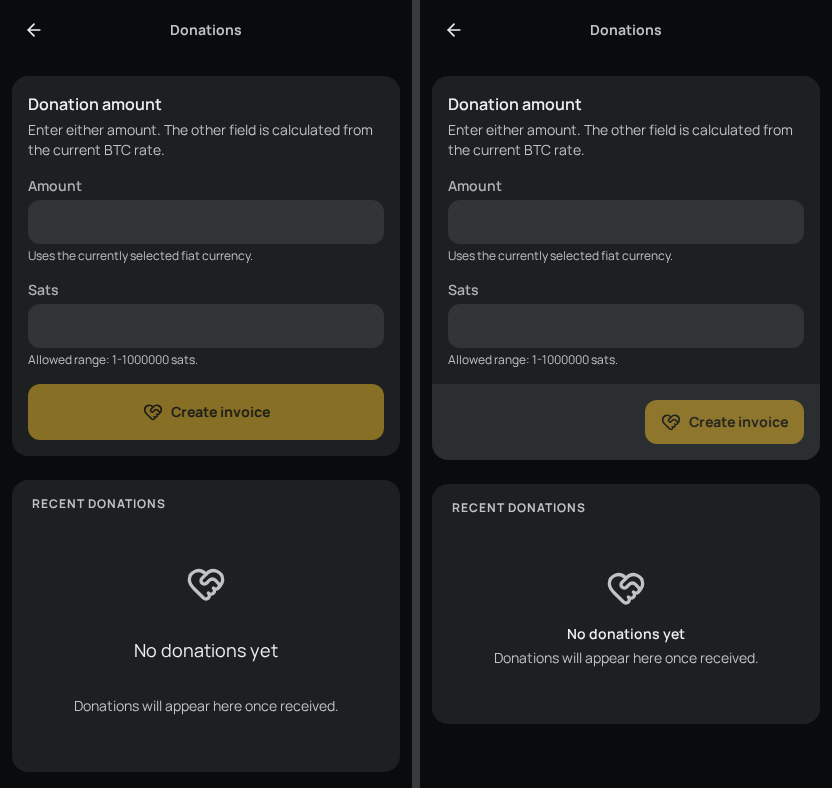 Donations
Donation amount
Enter either amount. The other field is calculated from
the current BTC rate.
Amount
Uses the currently selected fiat currency.
Sats
Allowed range: 1-1000000 sats.
Create invoice
RECENT DONATIONS
No donations yet
Donations will appear here once received.
Donations
Donation amount
Enter either amount. The other field is calculated from
the current BTC rate.
Amount
Uses the currently selected fiat currency.
Sats
Allowed range: 1-1000000 sats.
Create invoice
RECENT DONATIONS
No donations yet
Donations will appear here once received.